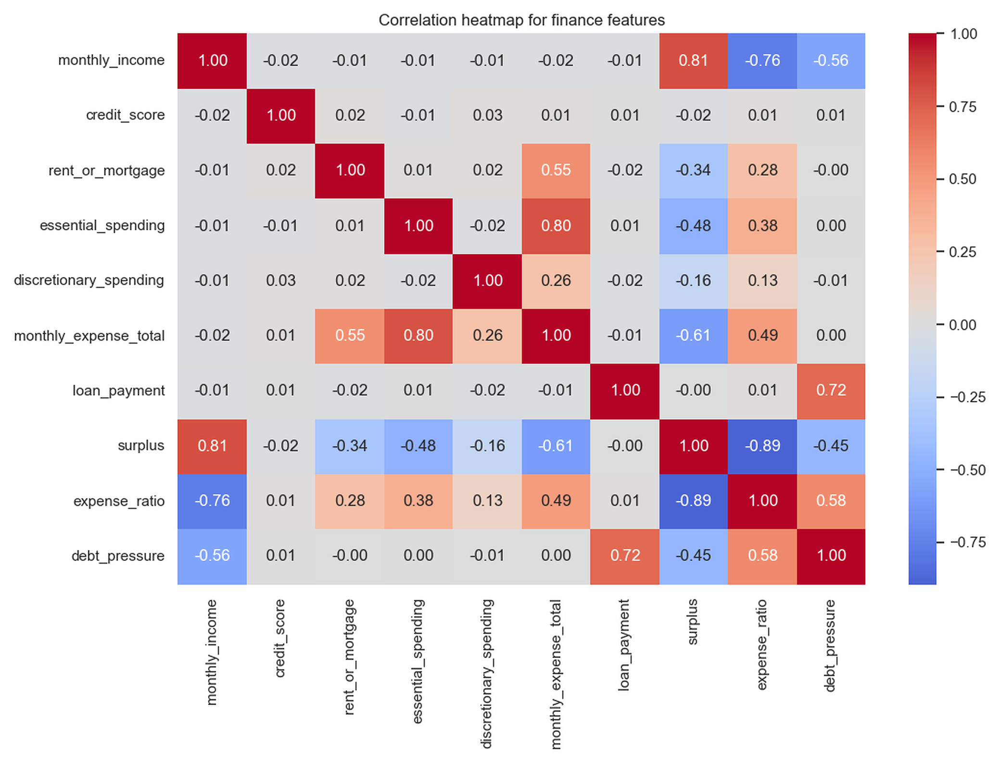 Correlation heatmap for finance features
monthly_income 1.00 -0.02 -0.01 -0.01 -0.01 -0.02 -0.01 0.81 -0.76 -0.56
credit_score -0.02 1.00 0.02 -0.01 0.03 0.01 0.01 -0.02 0.01 0.01
rent_or_mortgage -0.01 0.02 1.00 0.01 0.02 0.55 -0.02 -0.34 0.28 -0.00
essential_spending -0.01 -0.01 0.01 1.00 -0.02 0.80 0.01 -0.48 0.38 0.00
discretionary_spending -0.01 0.03 0.02 -0.02 1.00 0.26 -0.02 -0.16 0.13 -0.01
monthly_expense_total -0.02 0.01 0.55 0.80 0.26 1.00 -0.01 -0.61 0.49 0.00
loan_payment -0.01 0.01 -0.02 0.01 -0.02 -0.01 1.00 -0.00 0.01 0.72
surplus 0.81 -0.02 -0.34 -0.48 -0.16 -0.61 -0.00 1.00 -0.89 -0.45
expense_ratio -0.76 0.01 0.28 0.38 0.13 0.49 0.01 -0.89 1.00 0.58
debt_pressure -0.56 0.01 -0.00 0.00 -0.01 0.00 0.72 -0.45 0.58 1.00
monthly_income
credit_score
rent_or_mortgage
essential_spending
discretionary_spending
monthly_expense_total
loan_payment
surplus
expense_ratio
debt_pressure
1.00
0.75
0.50
0.25
0.00
−0.25
−0.50
−0.75